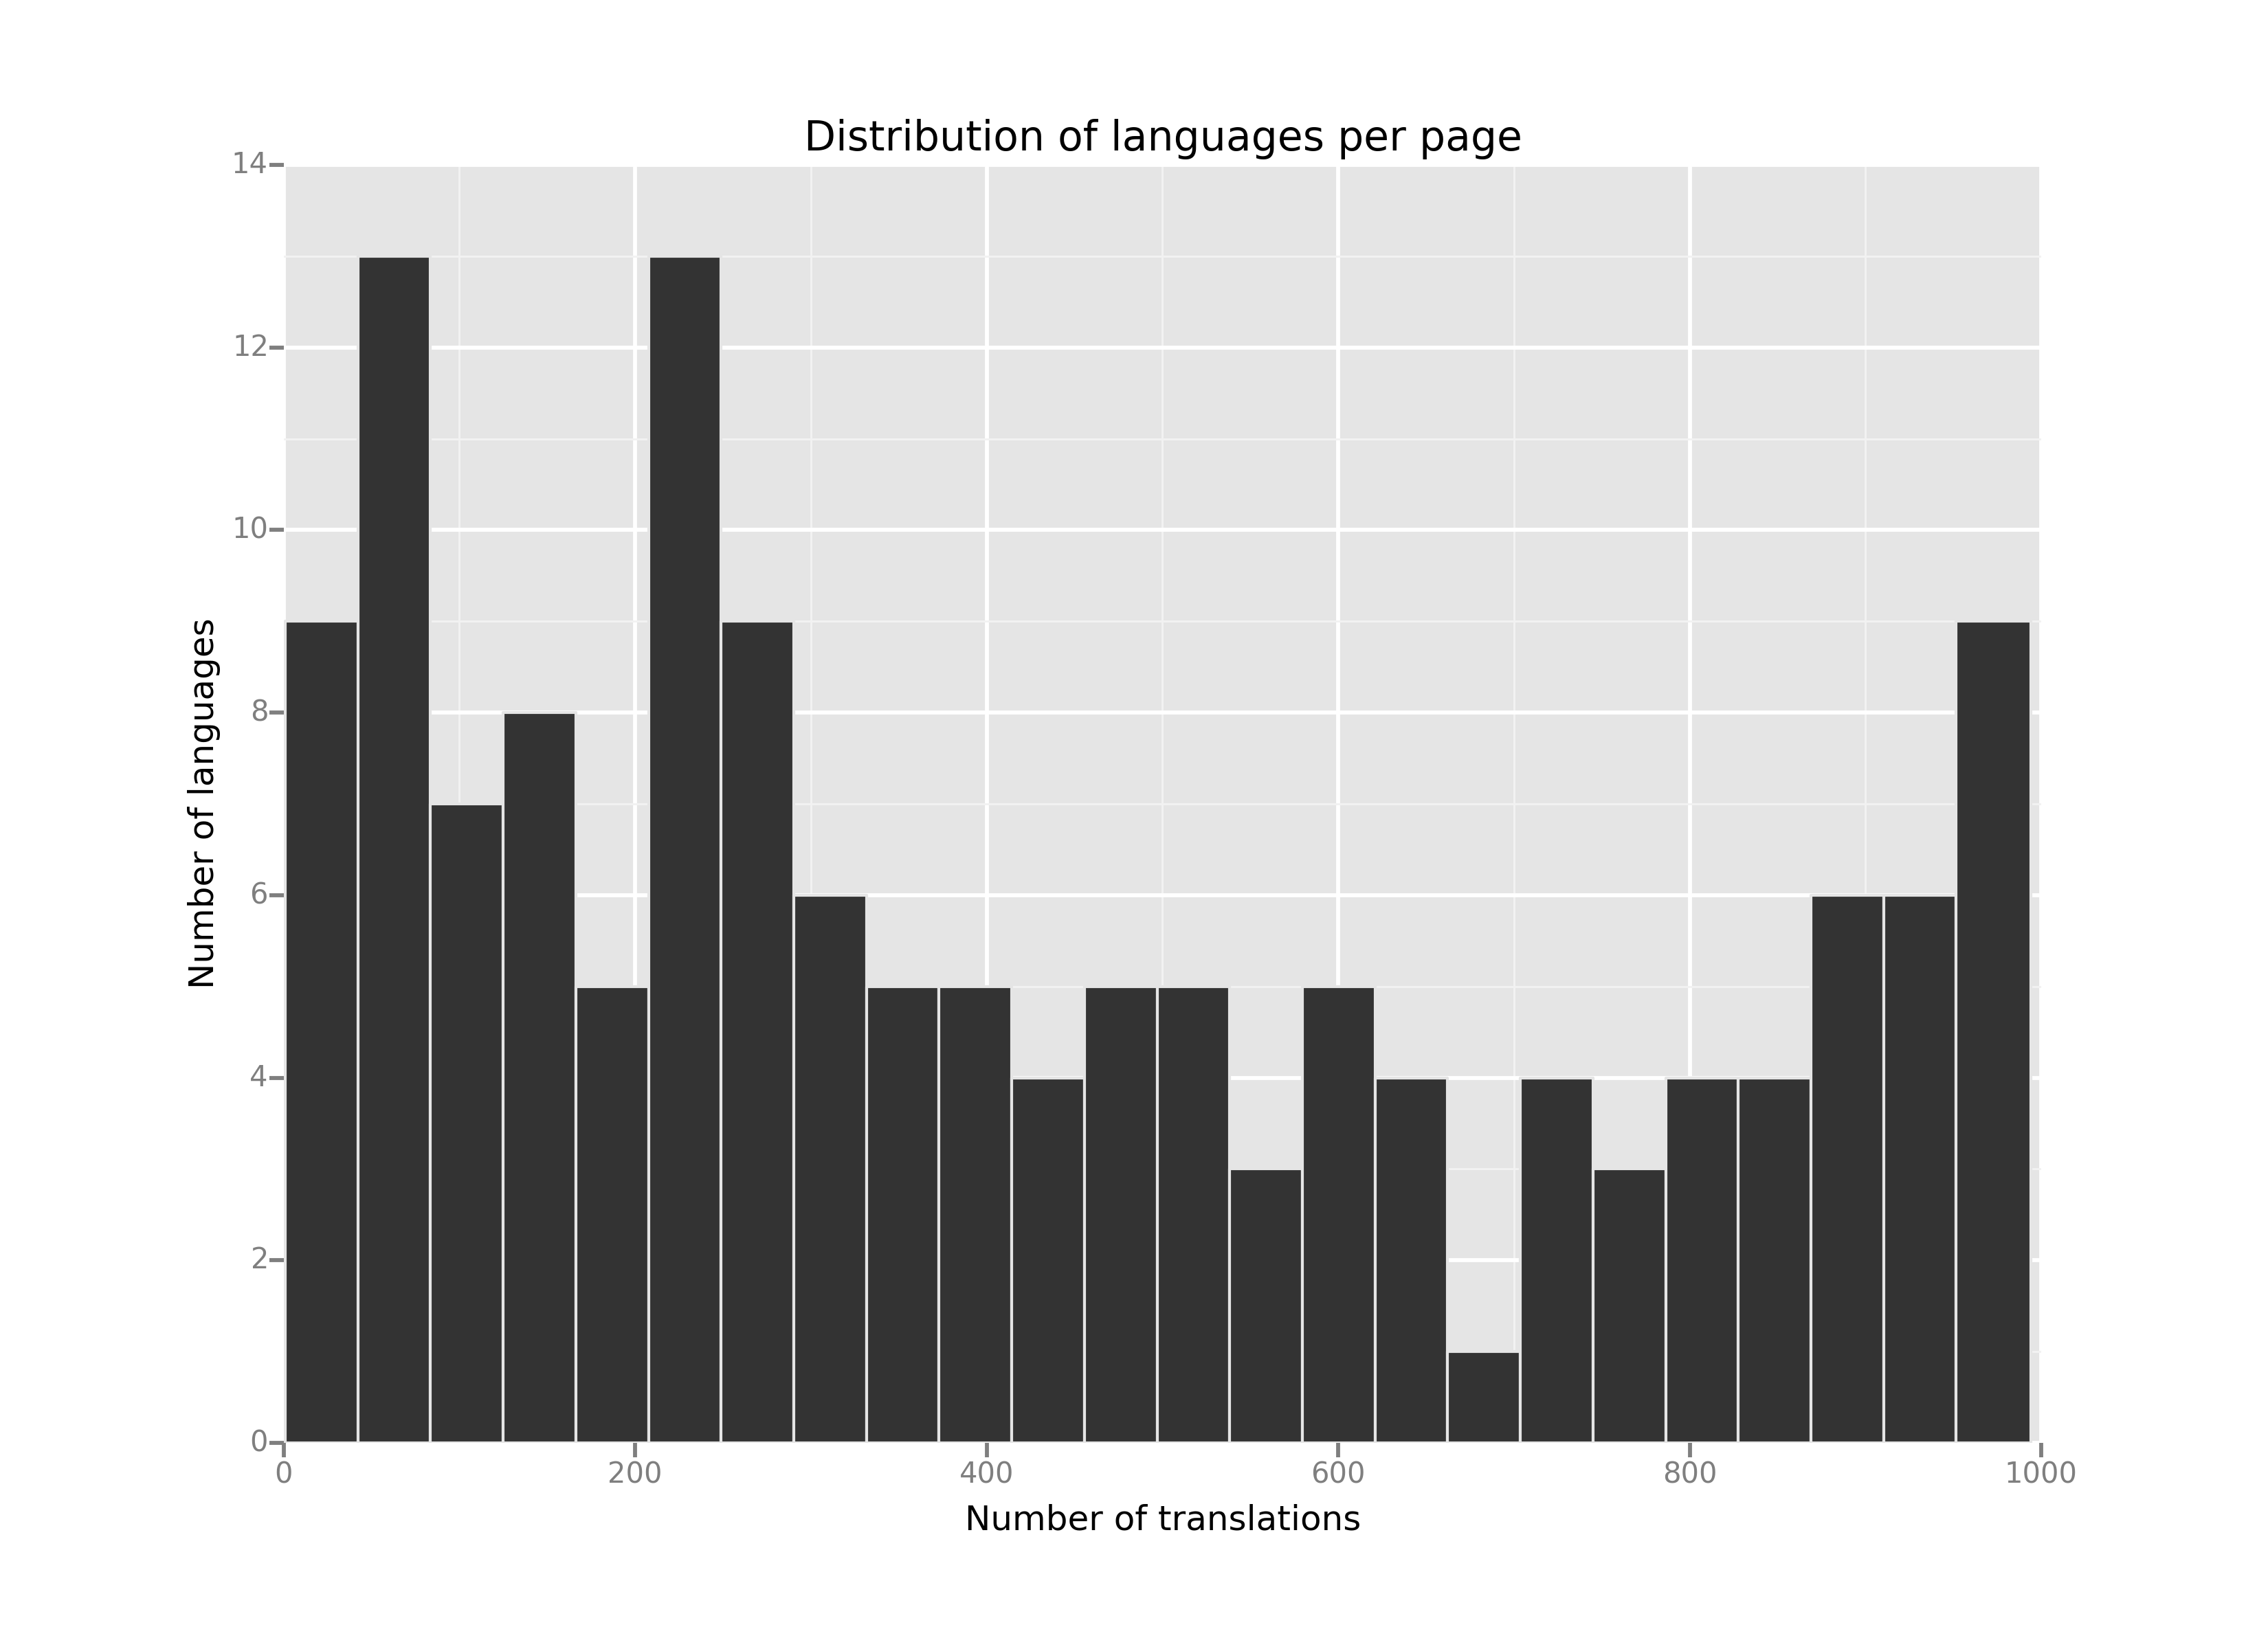 Distribution of languages per page
14
12
10
8
6
4
2
0
Number of languages
0 200 400 600 800 1000
Number of translations